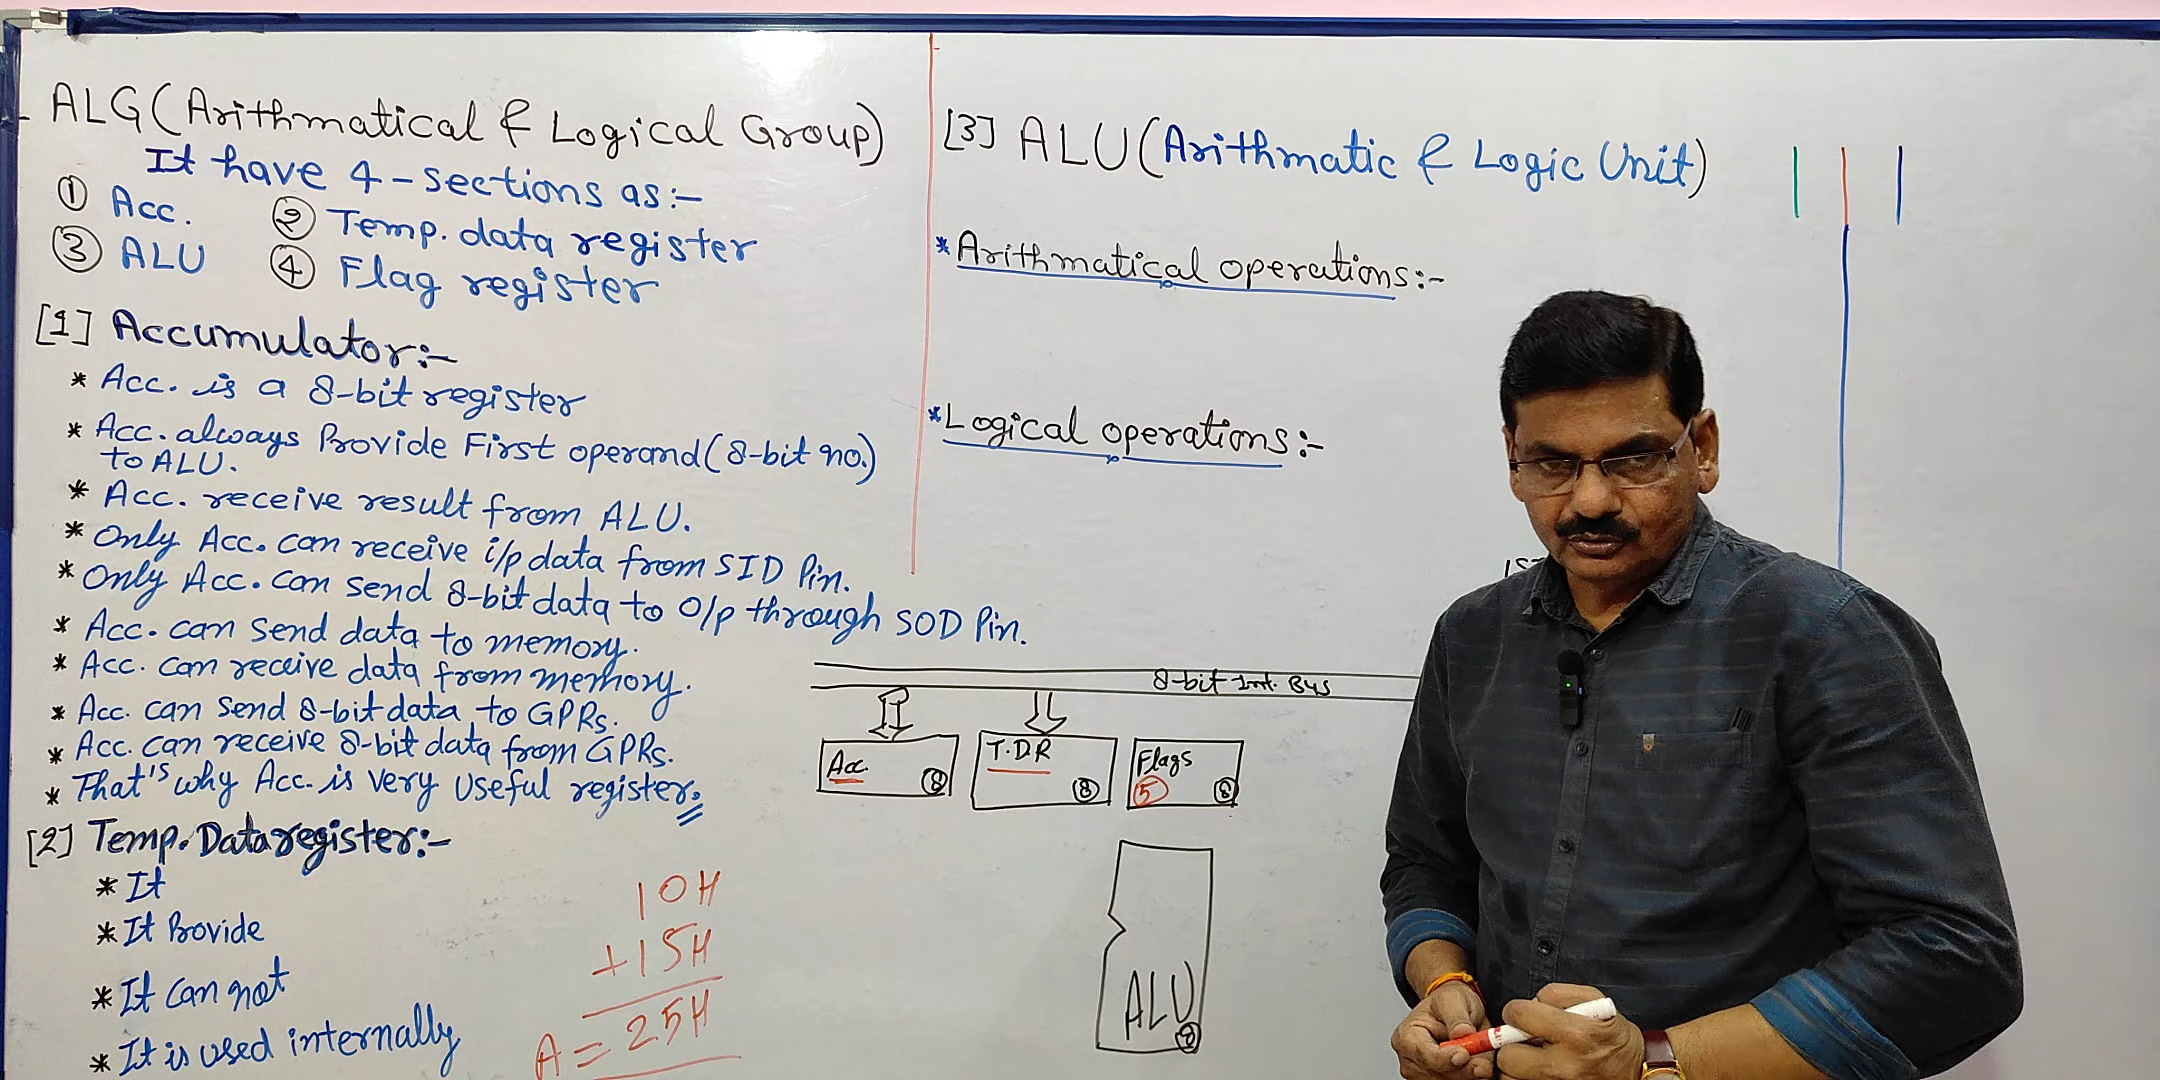 ALG (Arithmatical & Logical Group)
It have 4-sections as:-
① Acc. ② Temp. data register
③ ALU ④ Flag register
[1] Accumulator:-
* Acc. is a 8-bit register
* Acc. always Provide First operand (8-bit no.)
to ALU.
* Acc. receive result from ALU.
* Only Acc. can receive i/p data from SID Pin.
* Only Acc. can send 8-bit data to O/p through SOD Pin.
* Acc. can send data to memory.
* Acc. can receive data from memory.
* Acc. can send 8-bit data to GPRs.
* Acc. can receive 8-bit data from GPRs.
* That's why Acc. is very useful register.
[2] Temp. Data register:-
* It
* It Provide
* It can not
* It is used internally
10H
+15H
A = 25H
[3] ALU (Arithmatic & Logic Unit)
* Arithmatical operations:-
* Logical operations:-
8-bit Int. Bus
Acc. 8
T.D.R 8
Flags 5 8
ALU 8